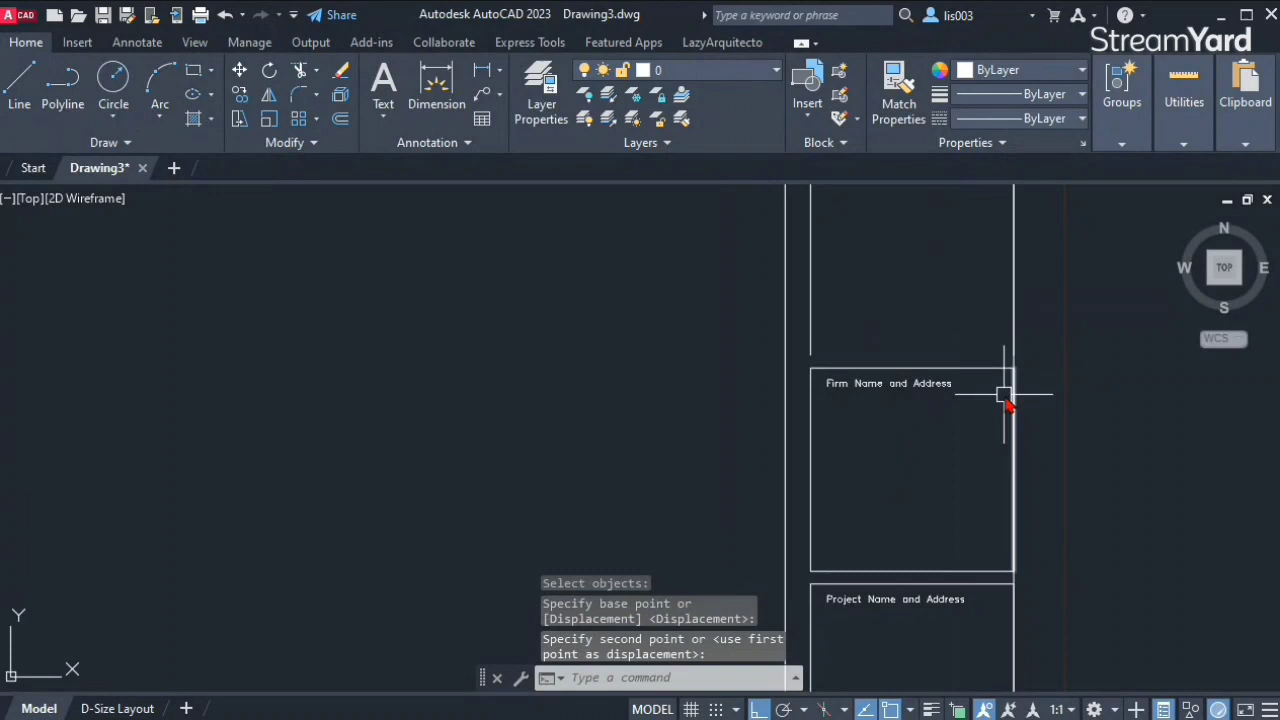 CAD Share Autodesk AutoCAD 2023 Drawing3.dwg Type a keyword or phrase lis003
StreamYard
Home Insert Annotate View Manage Output Add-ins Collaborate Express Tools Featured Apps LazyArquitecto
0 ByLayer
ByLayer
ByLayer
Line Polyline Circle Arc Text Dimension Layer Properties Insert Match Properties Groups Utilities Clipboard
Draw Modify Annotation Layers Block Properties
Start Drawing3*
[−][Top][2D Wireframe]
N
W TOP E
S
WCS
Firm Name and Address
Project Name and Address
Select objects:
Specify base point or
[Displacement] <Displacement>:
Specify second point or <use first
point as displacement>:
Type a command
Y
X
Model D-Size Layout MODEL 1:1